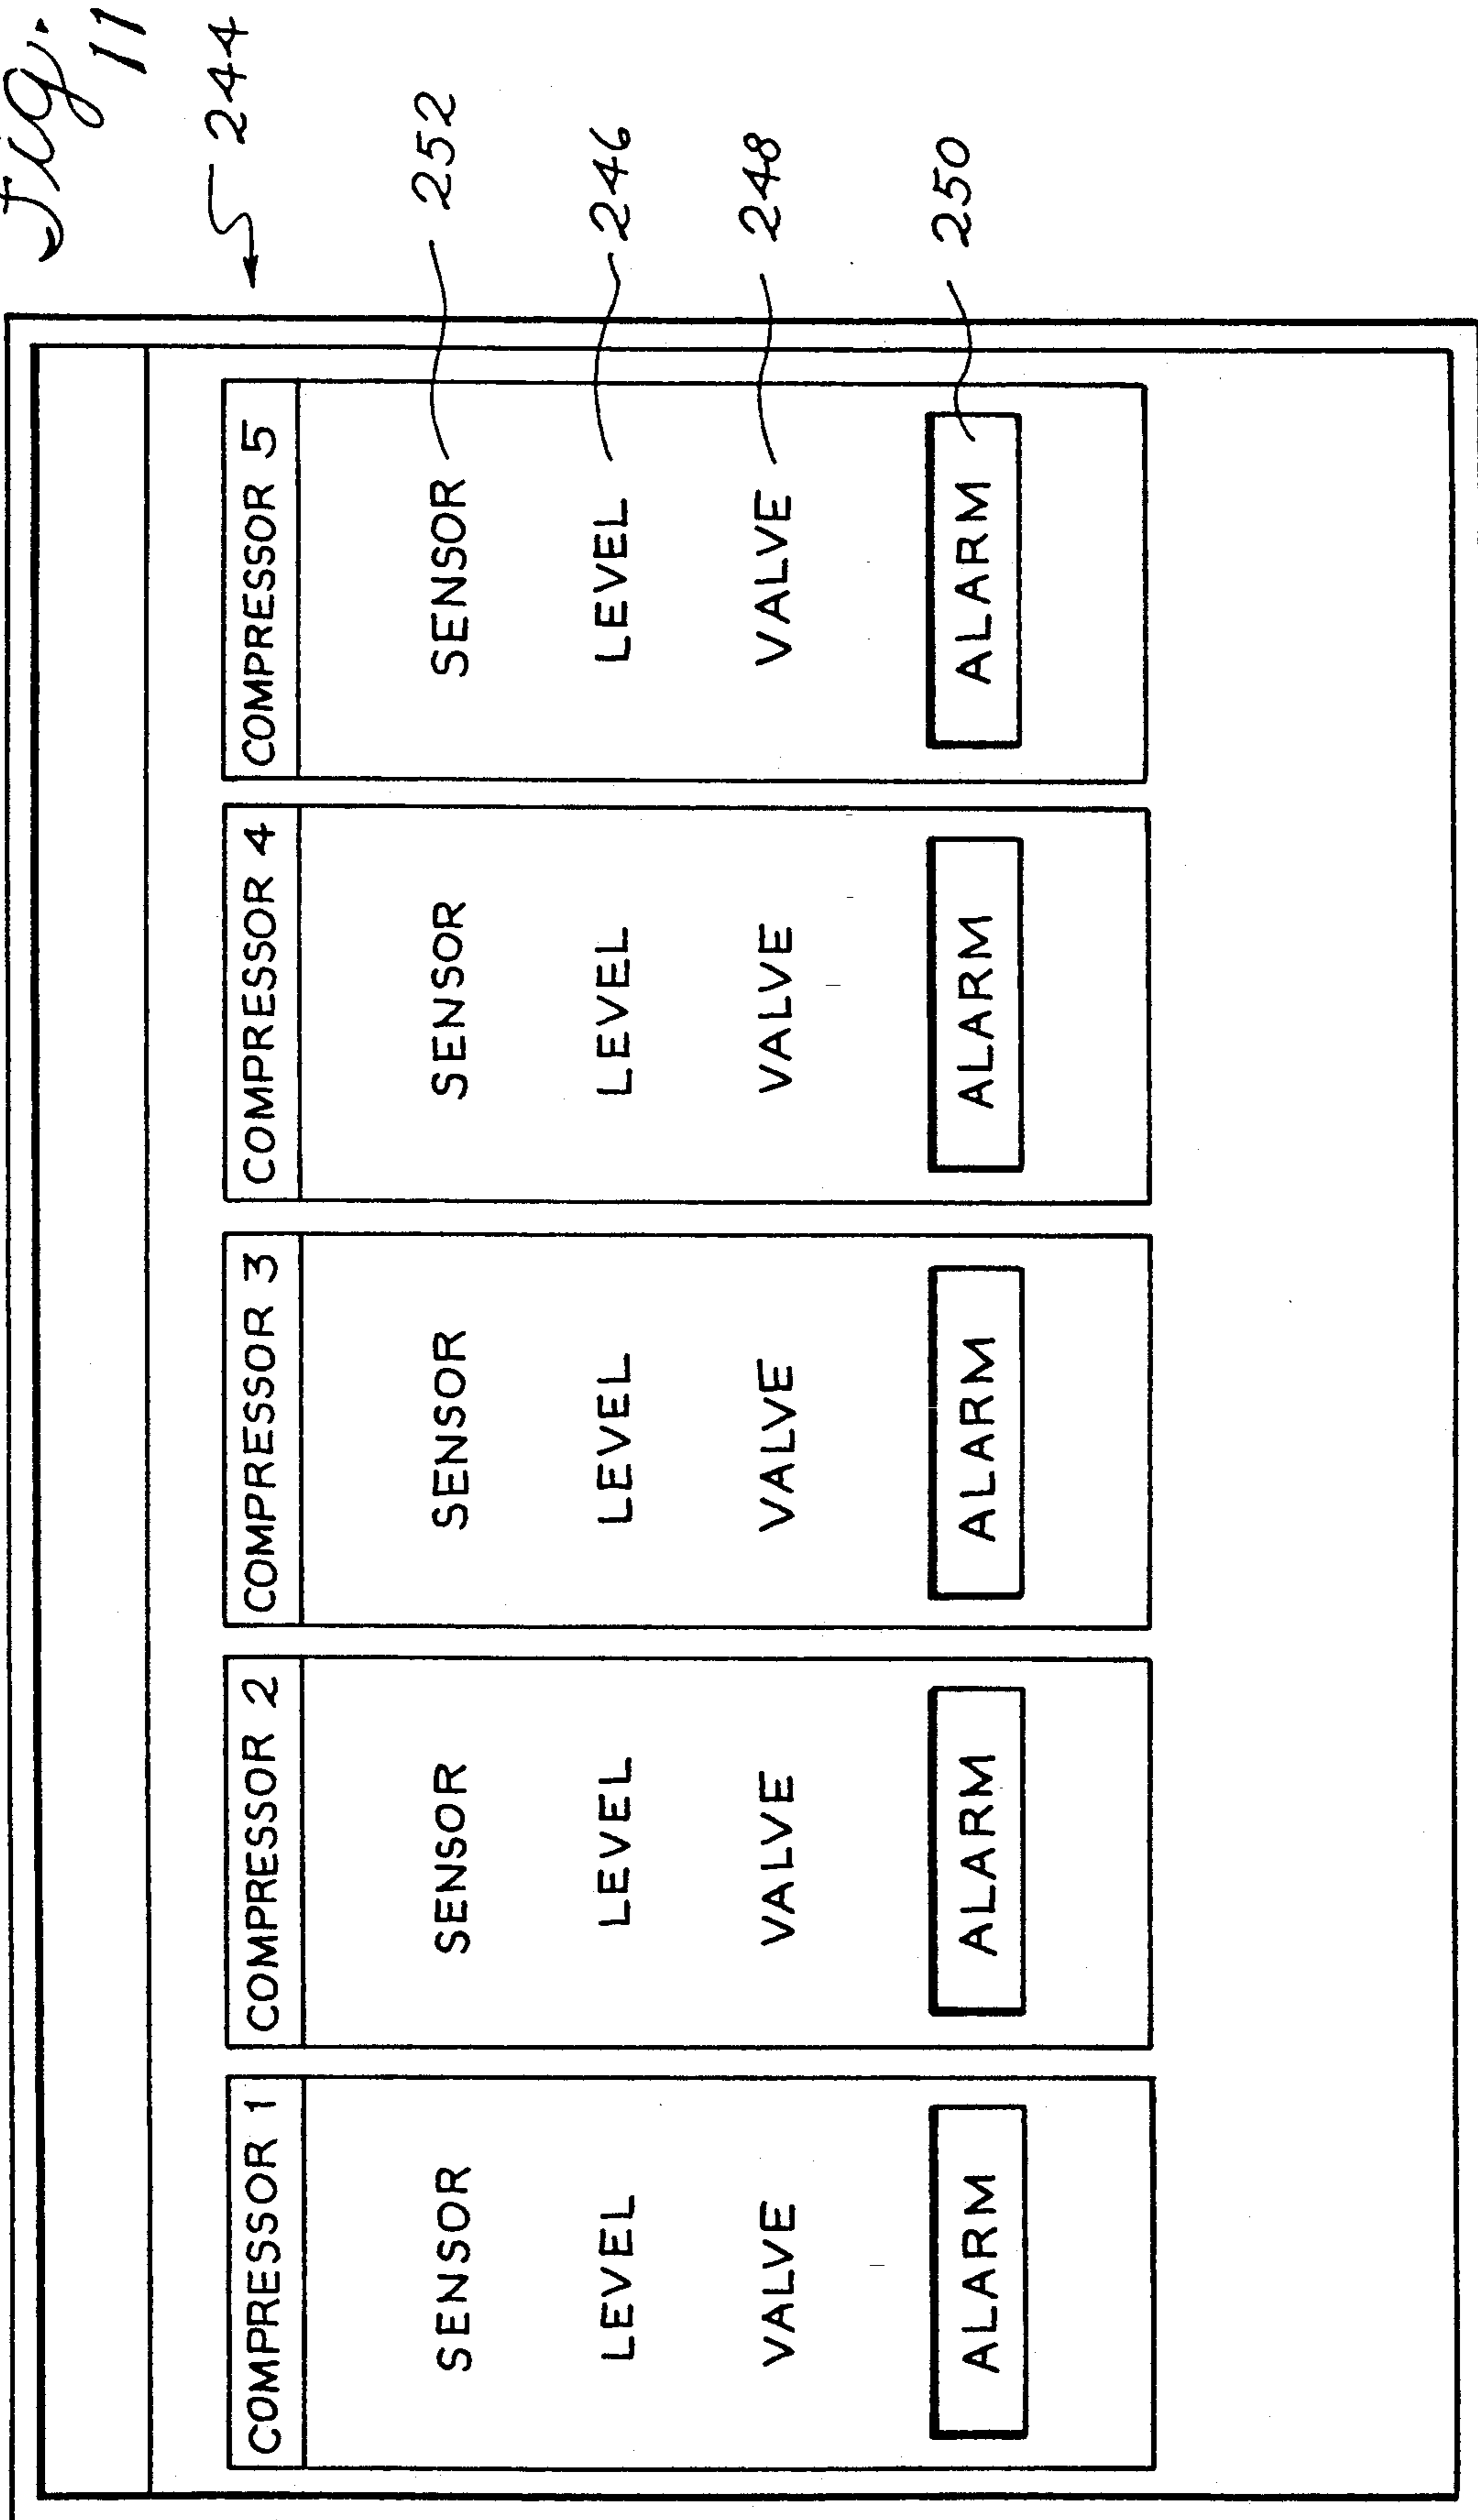 Fig. 11
244
COMPRESSOR 1 COMPRESSOR 2 COMPRESSOR 3 COMPRESSOR 4 COMPRESSOR 5
SENSOR SENSOR SENSOR SENSOR SENSOR 252
LEVEL LEVEL LEVEL LEVEL LEVEL 246
VALVE VALVE VALVE VALVE VALVE 248
ALARM ALARM ALARM ALARM ALARM 250